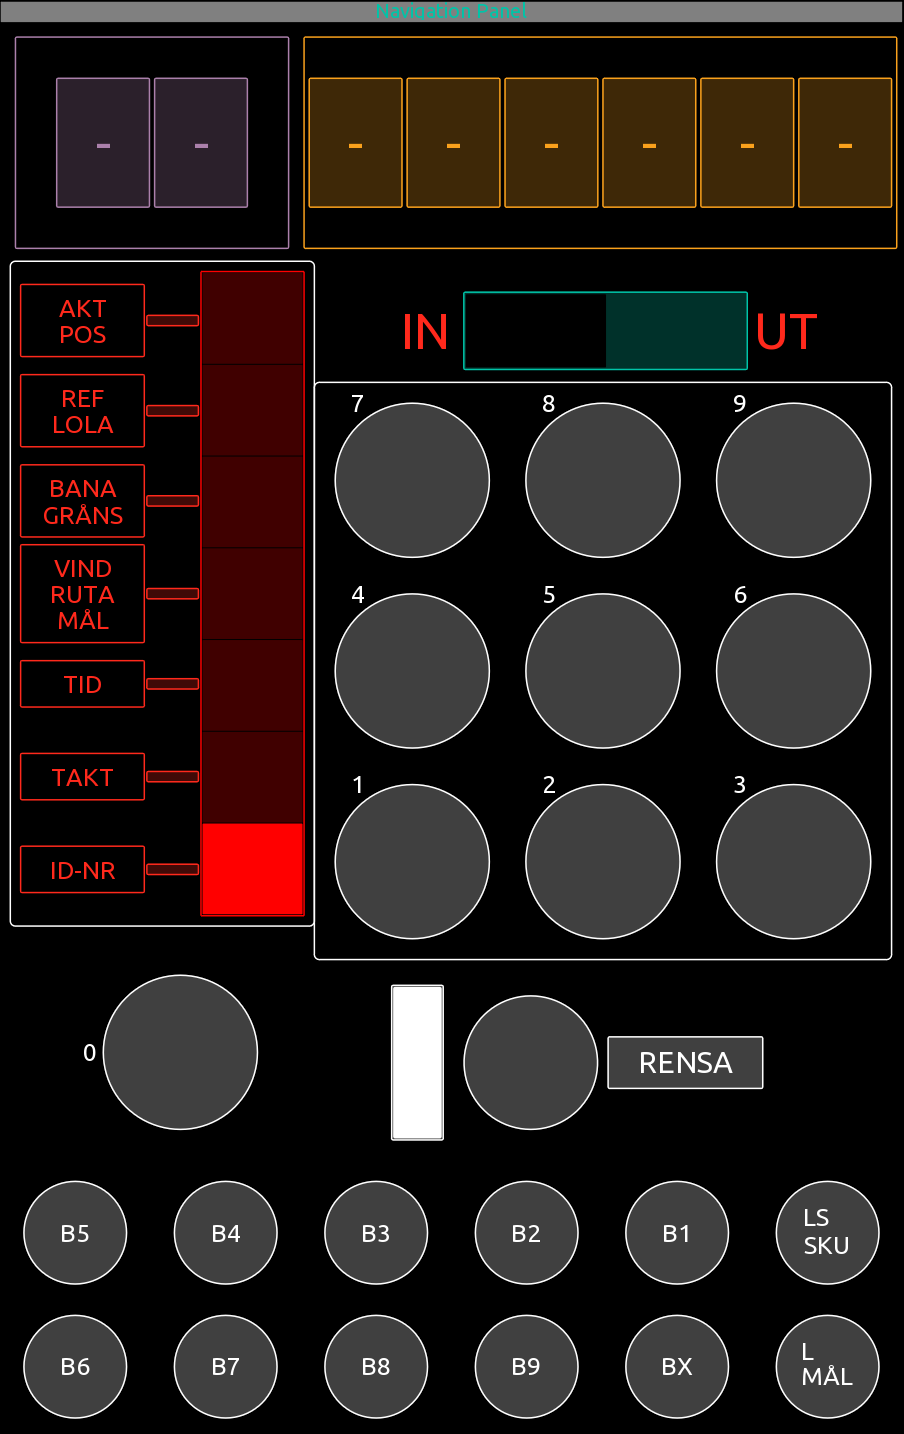 Navigation Panel
- - - - - - - -
AKT
POS
REF
LOLA
BANA
GRÅNS
VIND
RUTA
MÅL
TID
TAKT
ID-NR
IN UT
7 8 9
4 5 6
1 2 3
0
RENSA
B5 B4 B3 B2 B1 LS
SKU
B6 B7 B8 B9 BX L
MÅL